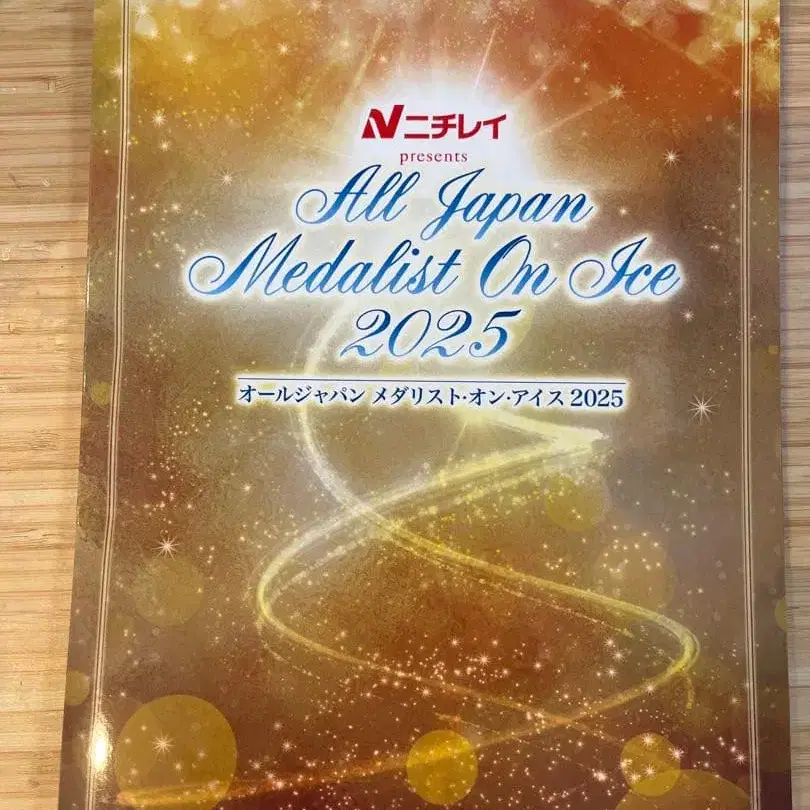 ニチレイ
presents
All Japan
Medalist On Ice
2025
オールジャパン メダリスト・オン・アイス 2025